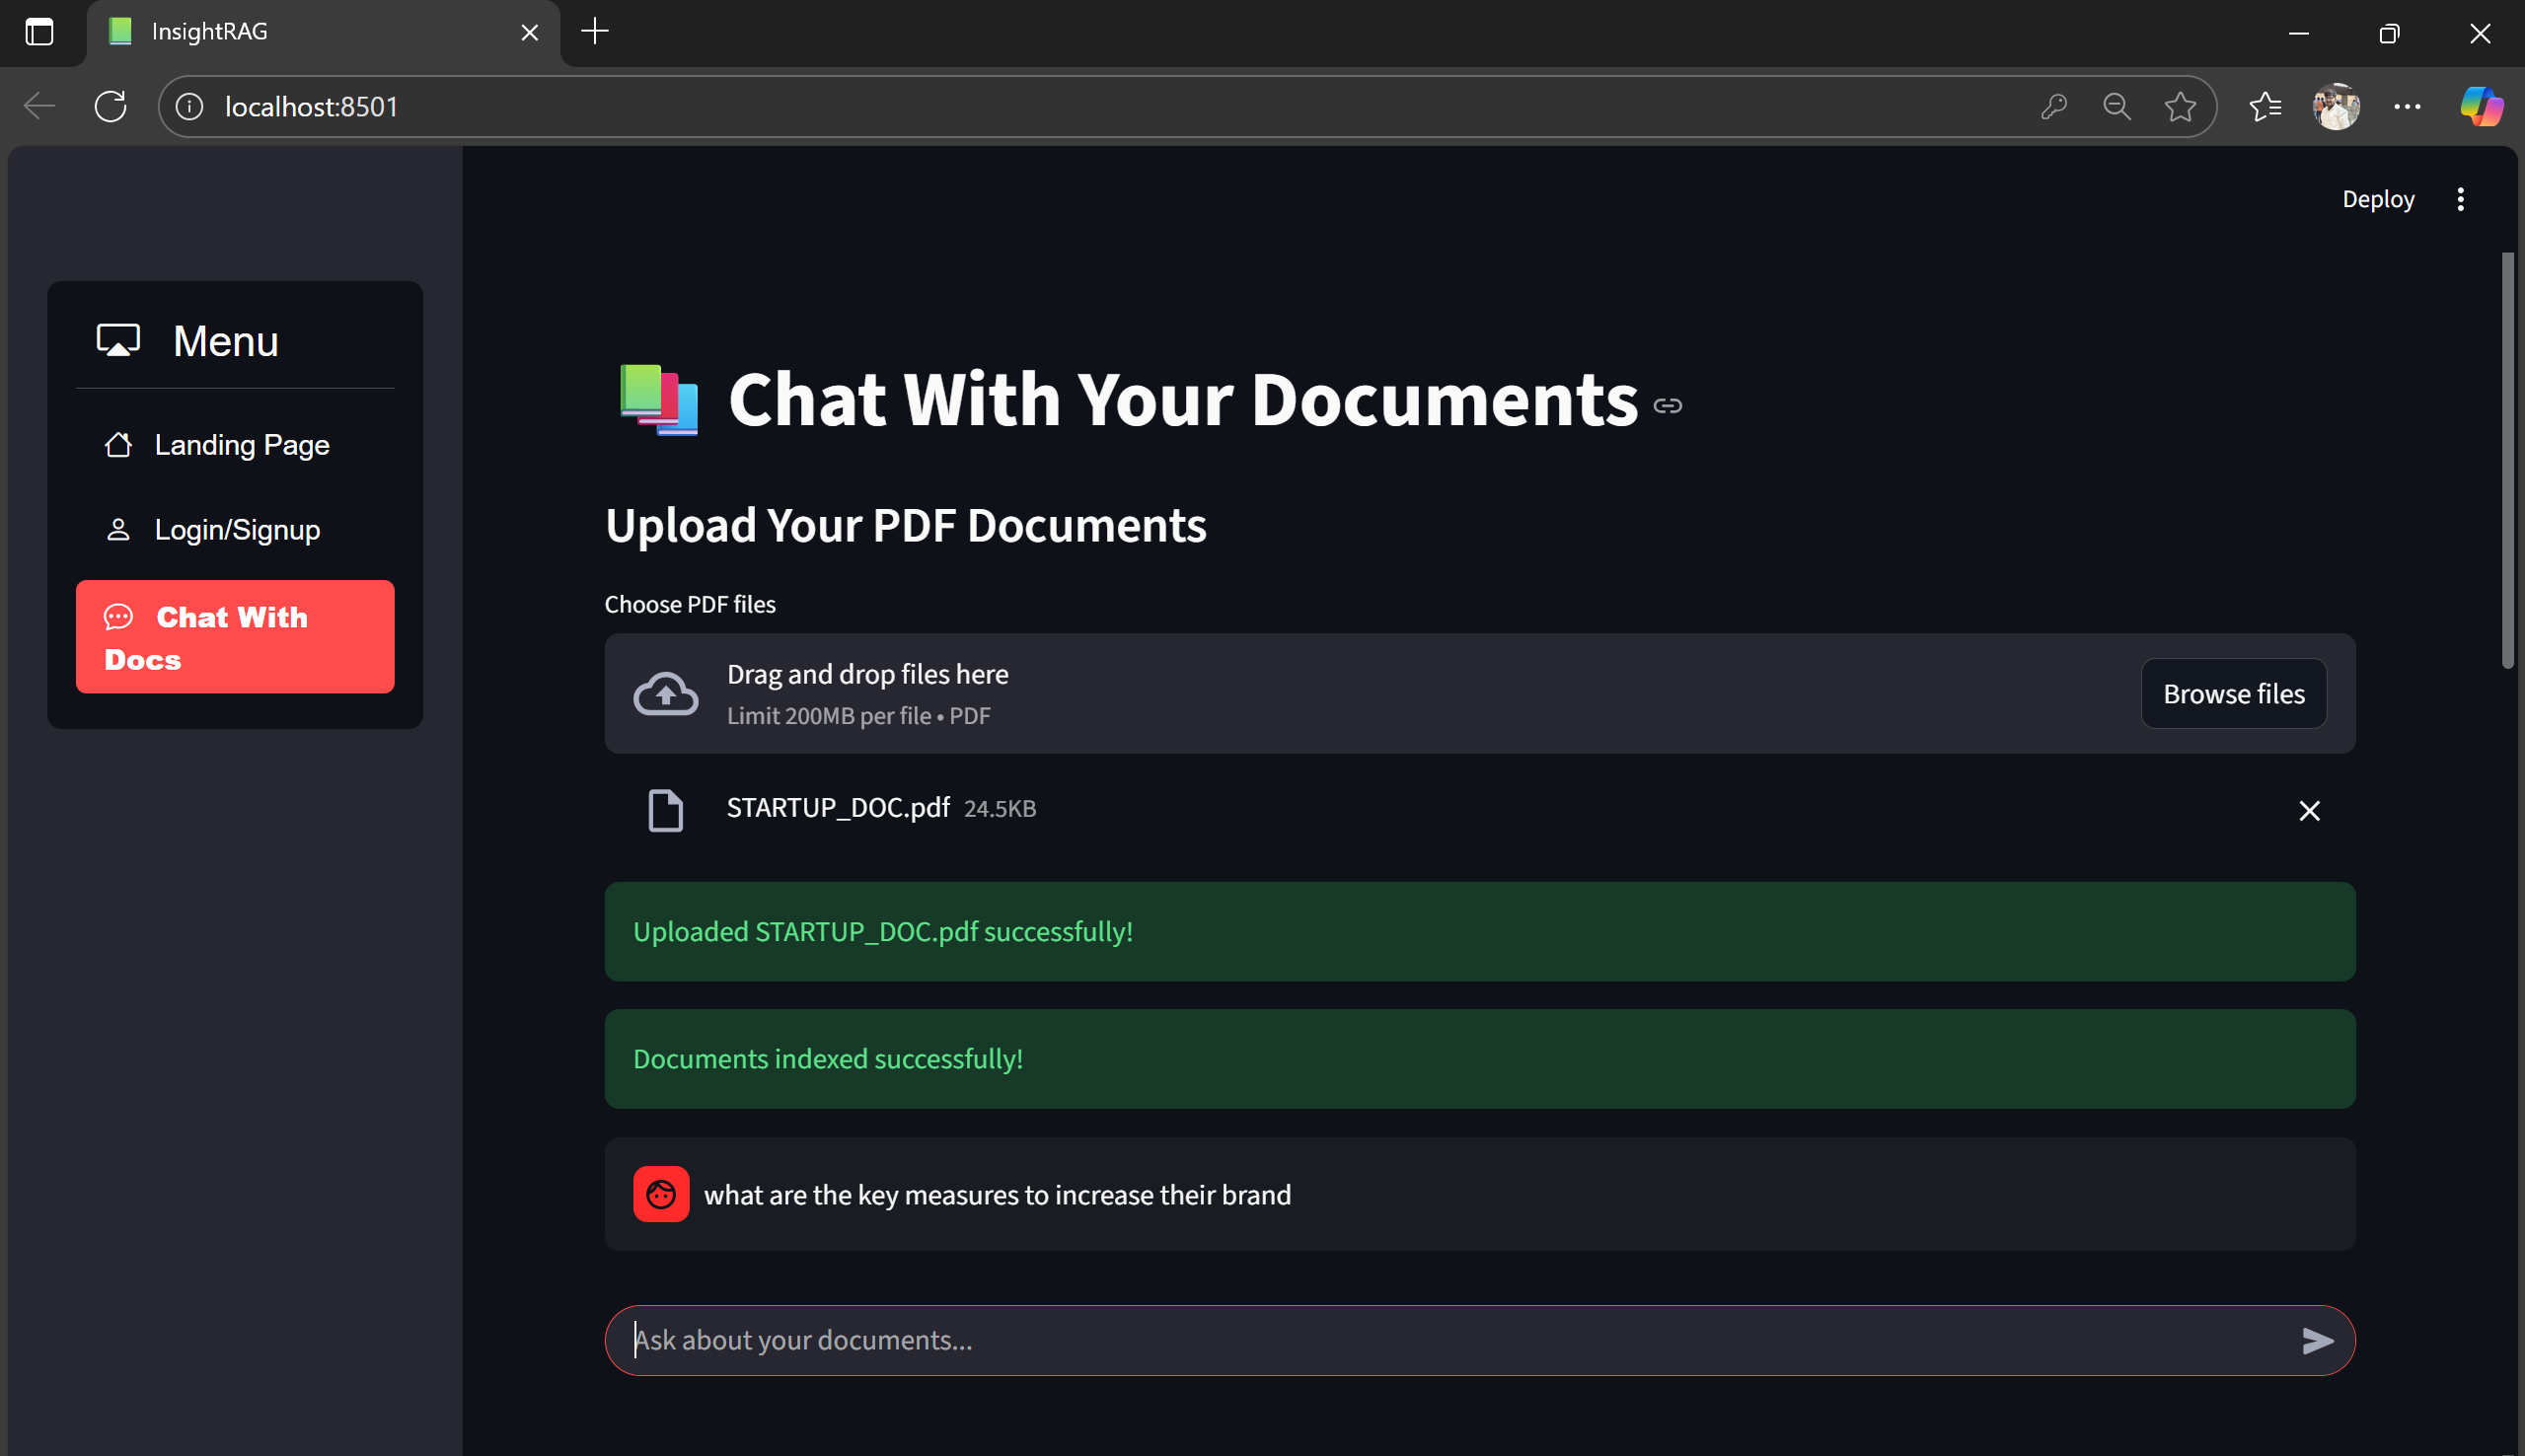 InsightRAG
localhost:8501
Deploy
Menu
Landing Page
Login/Signup
Chat With
Docs
Chat With Your Documents
Upload Your PDF Documents
Choose PDF files
Drag and drop files here
Limit 200MB per file • PDF
Browse files
STARTUP_DOC.pdf 24.5KB
Uploaded STARTUP_DOC.pdf successfully!
Documents indexed successfully!
what are the key measures to increase their brand
Ask about your documents...